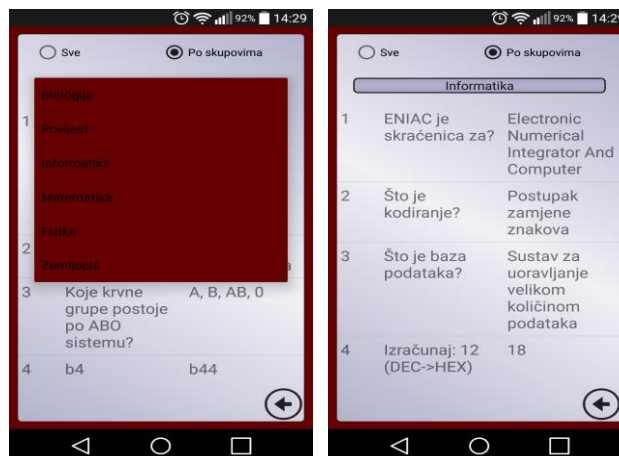 92% 14:29
Sve Po skupovima
Biologija
Povijest
Informatika
Matematika
Fizika
Zemljopis
1
2
a
3 Koje krvne A, B, AB, 0
grupe postoje
po ABO
sistemu?
4 b4 b44
92% 14:29
Sve Po skupovima
Informatika
1 ENIAC je Electronic
skraćenica za? Numerical
Integrator And
Computer
2 Što je Postupak
kodiranje? zamjene
znakova
3 Što je baza Sustav za
podataka? uoravljanje
velikom
količinom
podataka
4 Izračunaj: 12 18
(DEC->HEX)